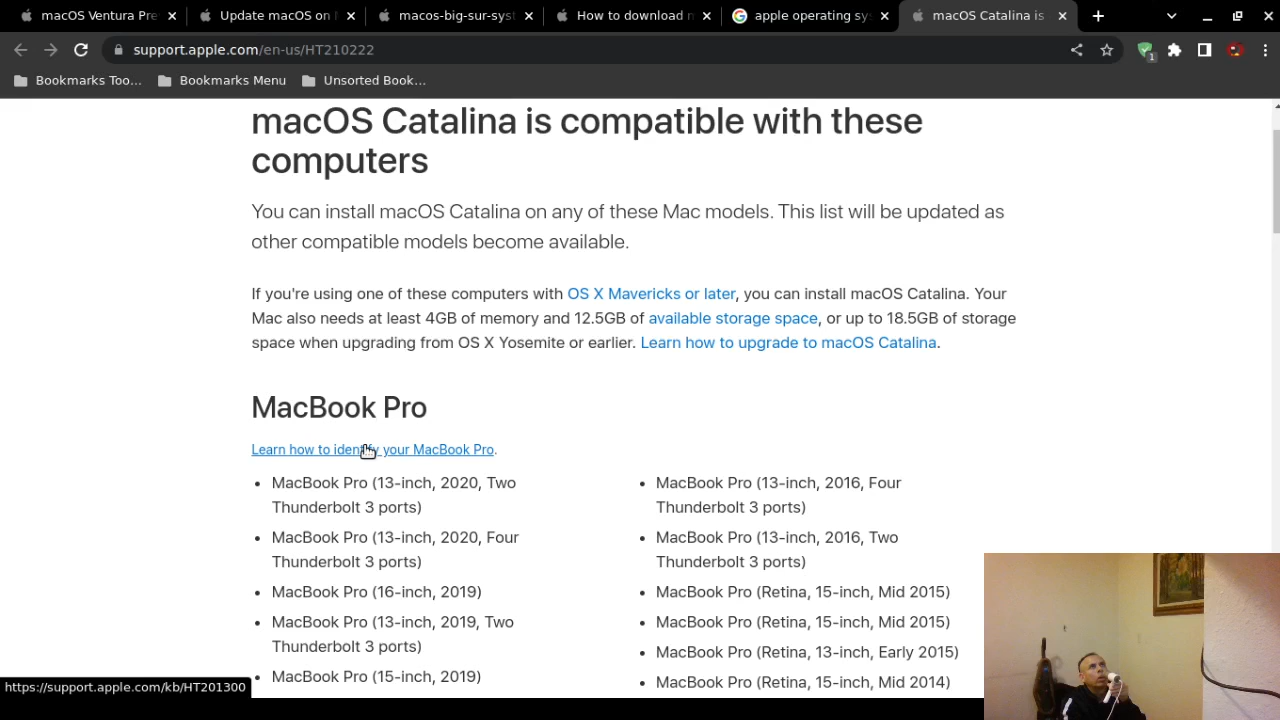 macOS Ventura Pre
Update macOS on
macos-big-sur-syst
How to download
apple operating sy
macOS Catalina is
support.apple.com/en-us/HT210222
1
Bookmarks Too...
Bookmarks Menu
Unsorted Book...
macOS Catalina is compatible with these
computers
You can install macOS Catalina on any of these Mac models. This list will be updated as
other compatible models become available.
If you're using one of these computers with OS X Mavericks or later, you can install macOS Catalina. Your
Mac also needs at least 4GB of memory and 12.5GB of available storage space, or up to 18.5GB of storage
space when upgrading from OS X Yosemite or earlier. Learn how to upgrade to macOS Catalina.
MacBook Pro
Learn how to identify your MacBook Pro.
• MacBook Pro (13-inch, 2020, Two
Thunderbolt 3 ports)
• MacBook Pro (13-inch, 2020, Four
Thunderbolt 3 ports)
• MacBook Pro (16-inch, 2019)
• MacBook Pro (13-inch, 2019, Two
Thunderbolt 3 ports)
• MacBook Pro (15-inch, 2019)
• MacBook Pro (13-inch, 2016, Four
Thunderbolt 3 ports)
• MacBook Pro (13-inch, 2016, Two
Thunderbolt 3 ports)
• MacBook Pro (Retina, 15-inch, Mid 2015)
• MacBook Pro (Retina, 15-inch, Mid 2015)
• MacBook Pro (Retina, 13-inch, Early 2015)
• MacBook Pro (Retina, 15-inch, Mid 2014)
https://support.apple.com/kb/HT201300